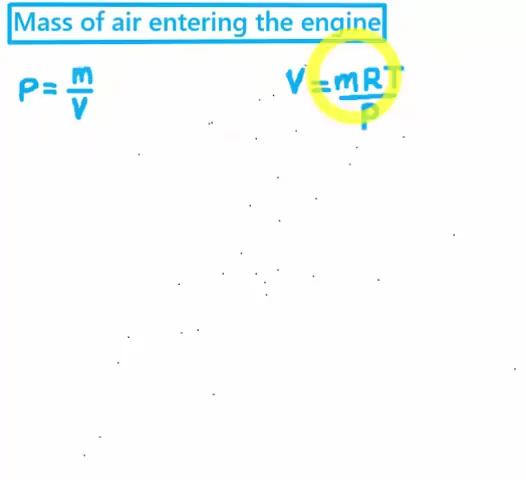 Mass of air entering the engine
P = m/V
V = mRT/P